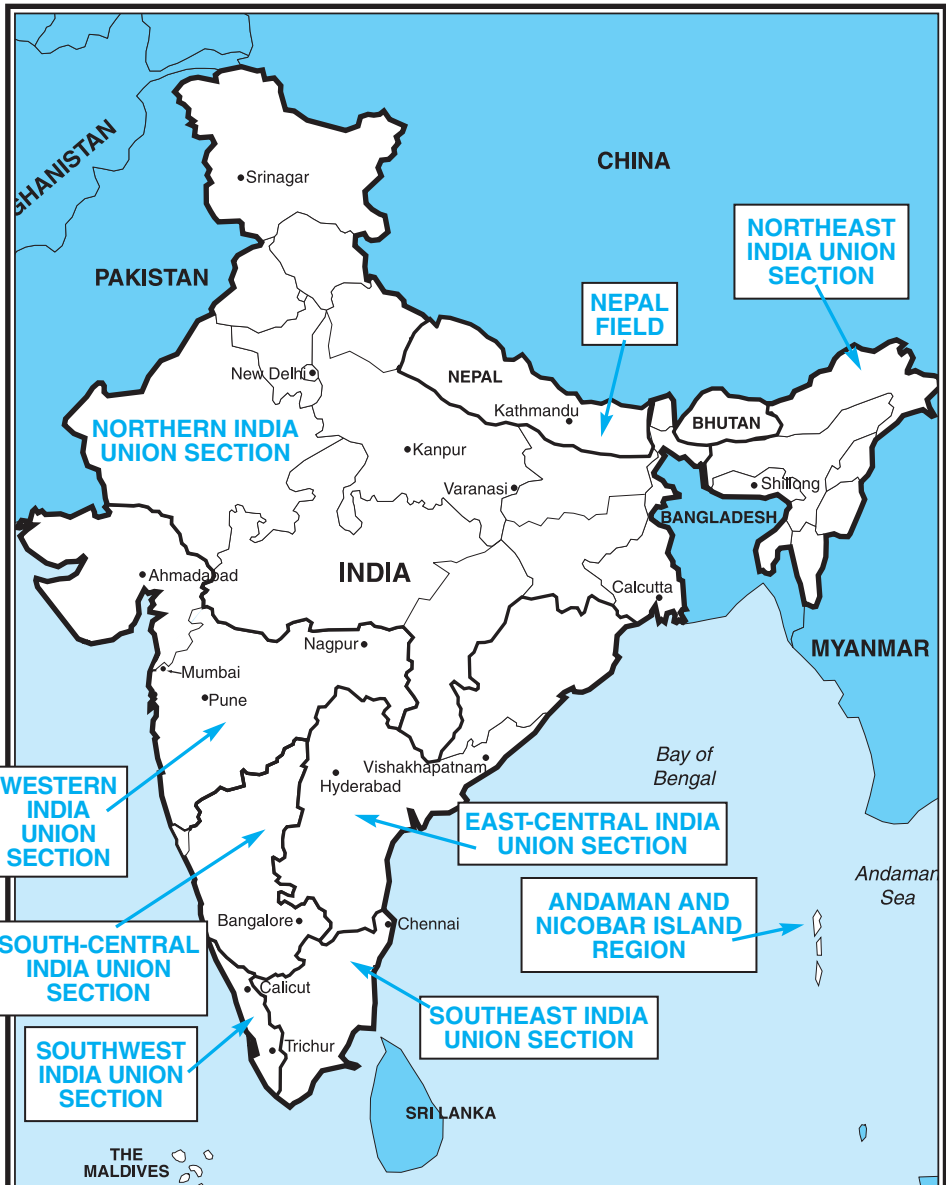 CHINA
Srinagar
GHANISTAN
PAKISTAN
NORTHEAST
INDIA UNION
SECTION
NEPAL
FIELD
New Delhi
NEPAL
Kathmandu
BHUTAN
NORTHERN INDIA
UNION SECTION
Kanpur
Varanasi
Shillong
BANGLADESH
Ahmadabad
INDIA
Calcutta
Nagpur
MYANMAR
Mumbai
Pune
Bay of
Bengal
Vishakhapatnam
Hyderabad
WESTERN
INDIA
UNION
SECTION
EAST-CENTRAL INDIA
UNION SECTION
Andaman
Sea
ANDAMAN AND
NICOBAR ISLAND
REGION
Bangalore
Chennai
SOUTH-CENTRAL
INDIA UNION
SECTION
Calicut
SOUTHEAST INDIA
UNION SECTION
SOUTHWEST
INDIA UNION
SECTION
Trichur
SRI LANKA
THE
MALDIVES